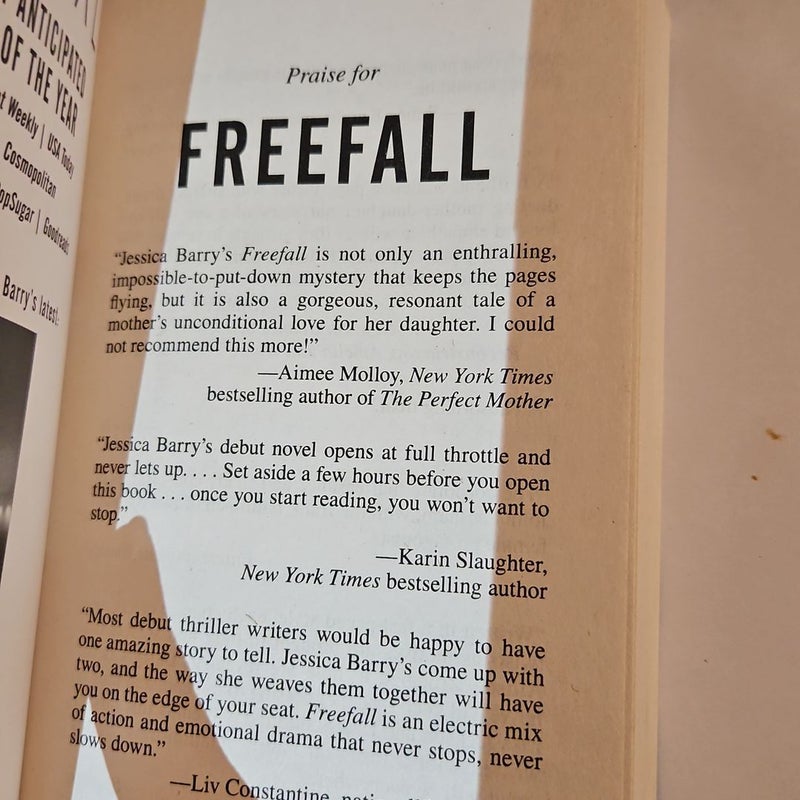 ANTICIPATED
OF THE YEAR
Weekly | USA Today
Cosmopolitan
PopSugar | Goodreads
Barry's latest:
Praise for
FREEFALL
“Jessica Barry’s Freefall is not only an enthralling,
impossible-to-put-down mystery that keeps the pages
flying, but it is also a gorgeous, resonant tale of a
mother’s unconditional love for her daughter. I could
not recommend this more!”
—Aimee Molloy, New York Times
bestselling author of The Perfect Mother
“Jessica Barry’s debut novel opens at full throttle and
never lets up. . . . Set aside a few hours before you open
this book . . . once you start reading, you won’t want to
stop.”
—Karin Slaughter,
New York Times bestselling author
“Most debut thriller writers would be happy to have
one amazing story to tell. Jessica Barry’s come up with
two, and the way she weaves them together will have
you on the edge of your seat. Freefall is an electric mix
of action and emotional drama that never stops, never
slows down.”
—Liv Constantine,